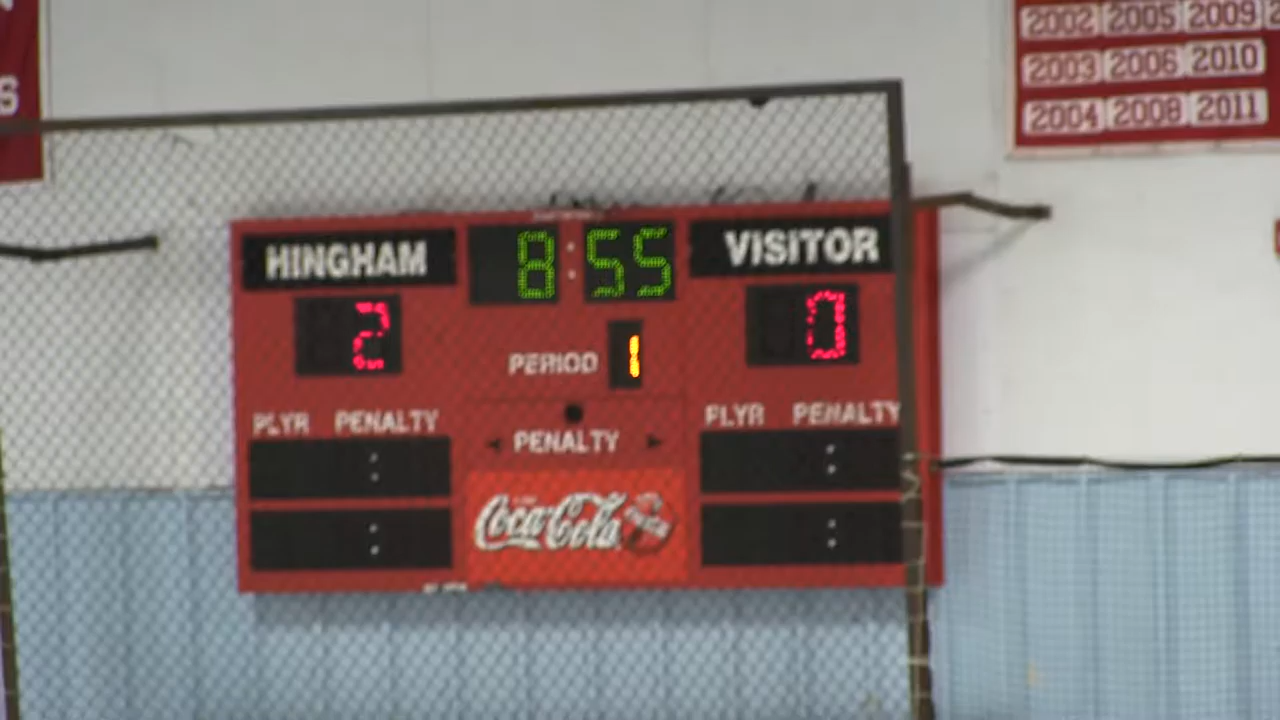 2002 2005 2009
2003 2006 2010
2004 2008 2011
S
HINGHAM
8:55
VISITOR
2
0
PERIOD 1
PLYR PENALTY
PENALTY
PLYR PENALTY
Coca-Cola